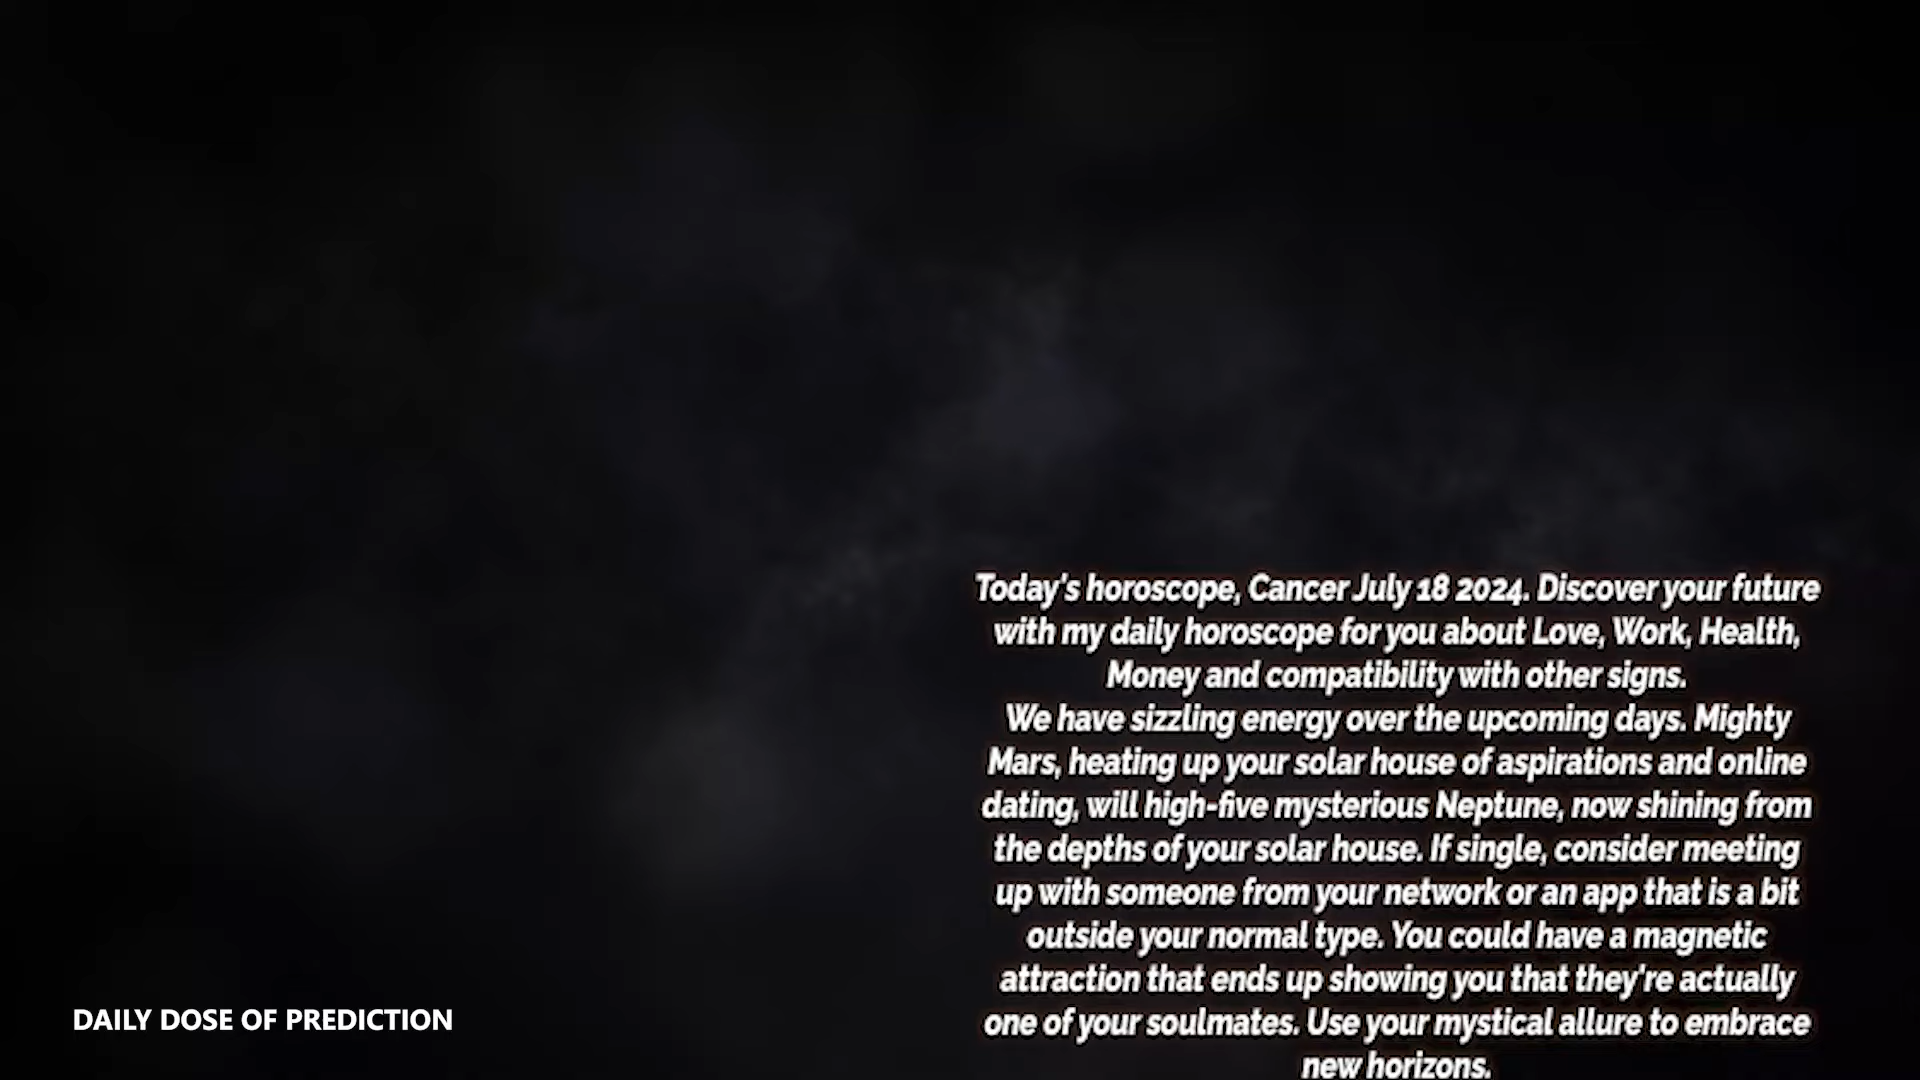 Today's horoscope, Cancer July 18 2024. Discover your future
with my daily horoscope for you about Love, Work, Health,
Money and compatibility with other signs.
We have sizzling energy over the upcoming days. Mighty
Mars, heating up your solar house of aspirations and online
dating, will high-five mysterious Neptune, now shining from
the depths of your solar house. If single, consider meeting
up with someone from your network or an app that is a bit
outside your normal type. You could have a magnetic
attraction that ends up showing you that they're actually
one of your soulmates. Use your mystical allure to embrace
new horizons.
DAILY DOSE OF PREDICTION